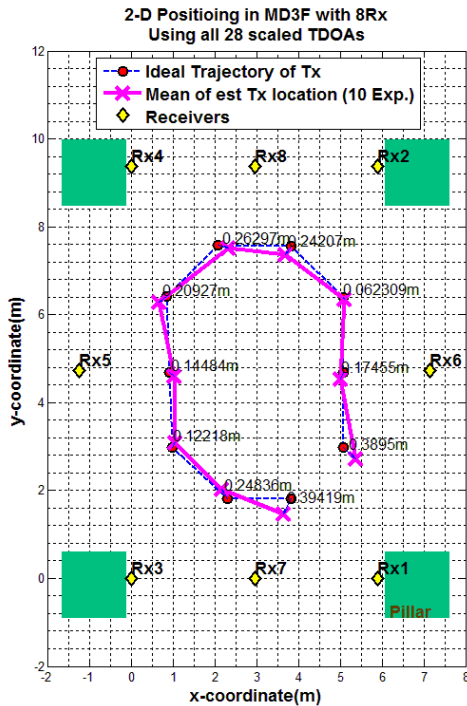 2-D Positioing in MD3F with 8Rx
Using all 28 scaled TDOAs
12
Ideal Trajectory of Tx
Mean of est Tx location (10 Exp.)
Receivers
10
Rx4
Rx8
Rx2
8
0.26297m
0.24207m
0.20927m
0.062309m
6
Rx5
0.14484m
0.17455m
Rx6
4
0.12218m
0.3895m
2
0.24836m
0.39419m
Rx3
Rx7
Rx1
0
Pillar
-2
-2 -1 0 1 2 3 4 5 6 7 8
x-coordinate(m)
y-coordinate(m)